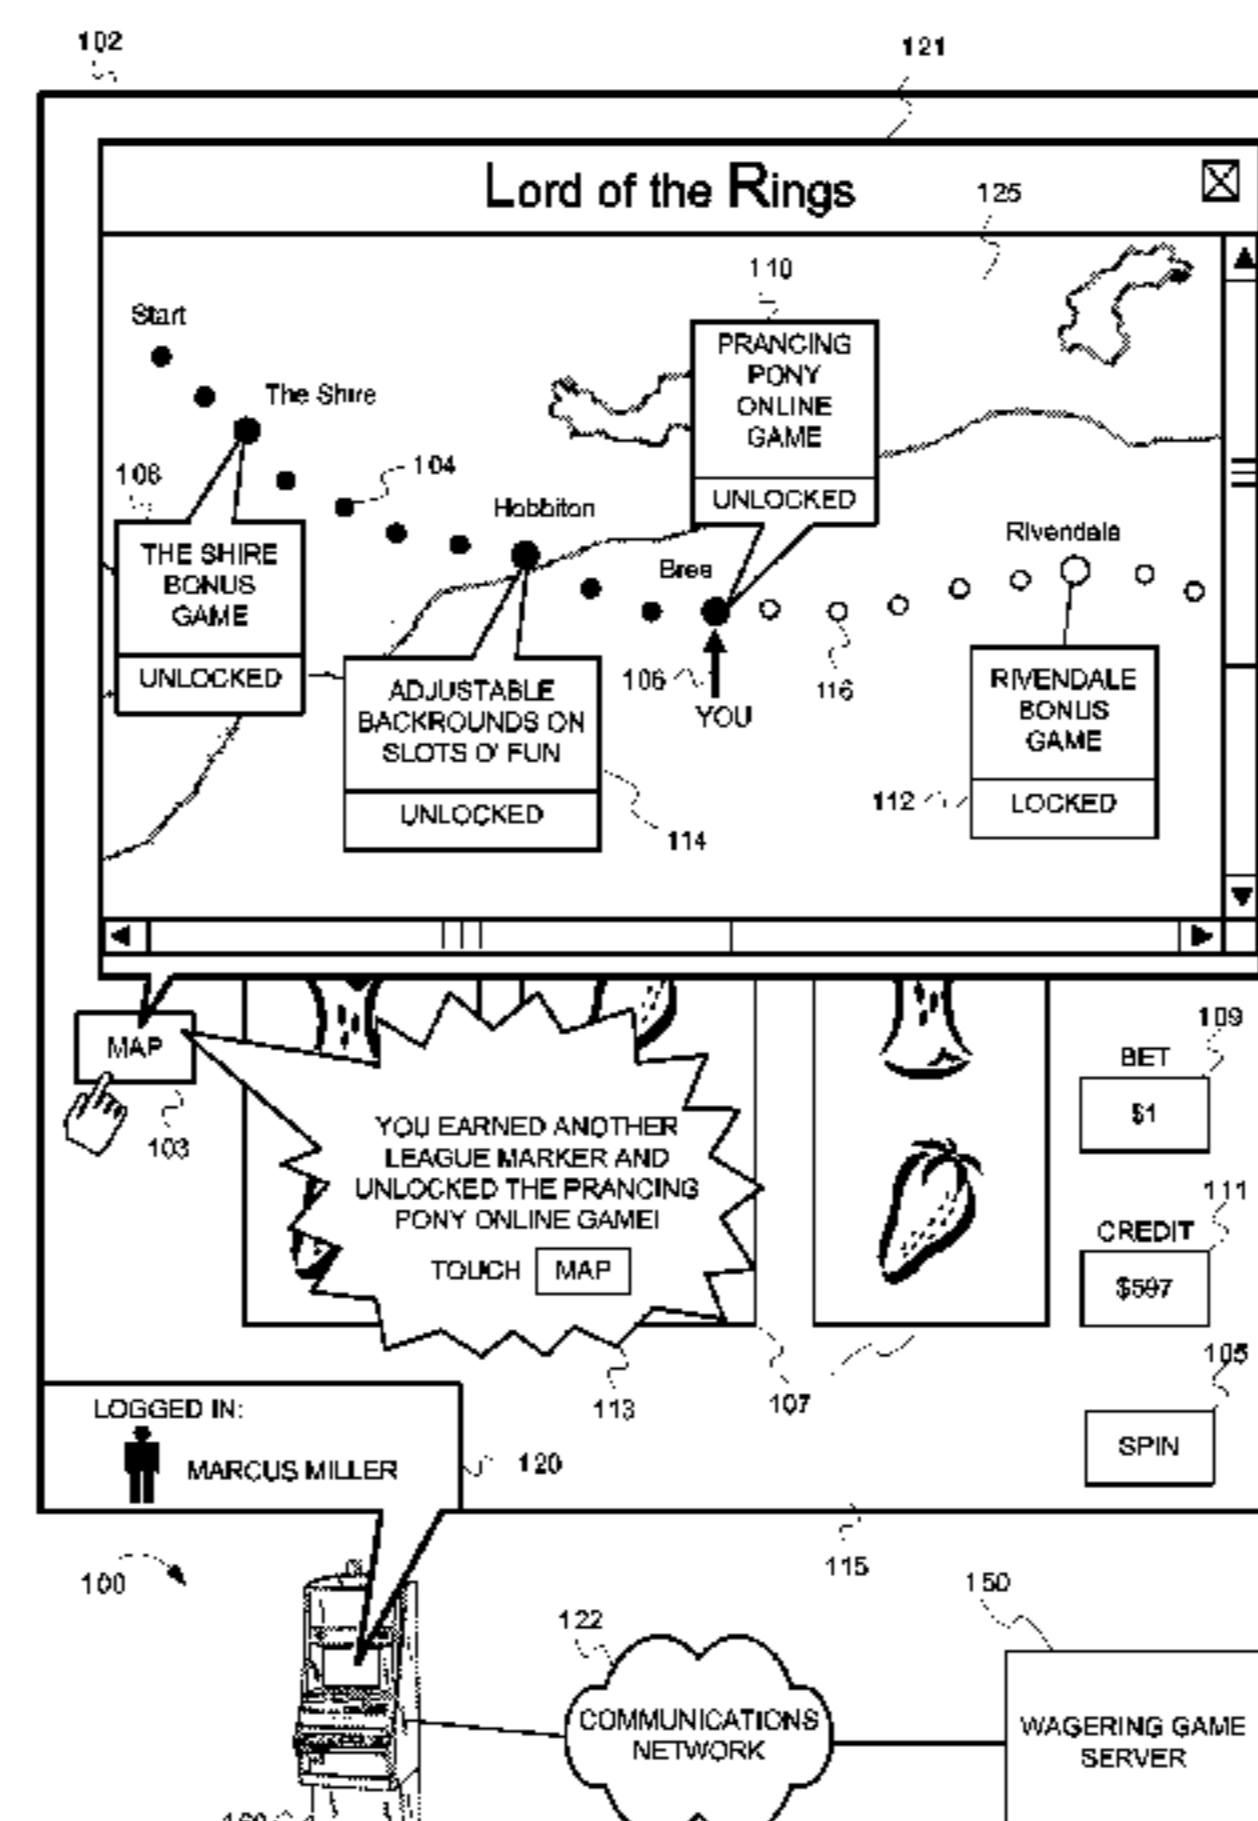 102
121
Lord of the Rings
125
110
Start
PRANCING
PONY
ONLINE
GAME
UNLOCKED
The Shire
108
104
Hobbiton
Bree
Rivendale
THE SHIRE
BONUS
GAME
UNLOCKED
106
YOU
116
ADJUSTABLE
BACKROUNDS ON
SLOTS O' FUN
UNLOCKED
114
RIVENDALE
BONUS
GAME
LOCKED
112
MAP
103
109
BET
$1
YOU EARNED ANOTHER
LEAGUE MARKER AND
UNLOCKED THE PRANCING
PONY ONLINE GAME!
TOUCH MAP
111
CREDIT
$597
105
SPIN
113
107
LOGGED IN:
MARCUS MILLER
120
115
100
122
150
COMMUNICATIONS
NETWORK
WAGERING GAME
SERVER